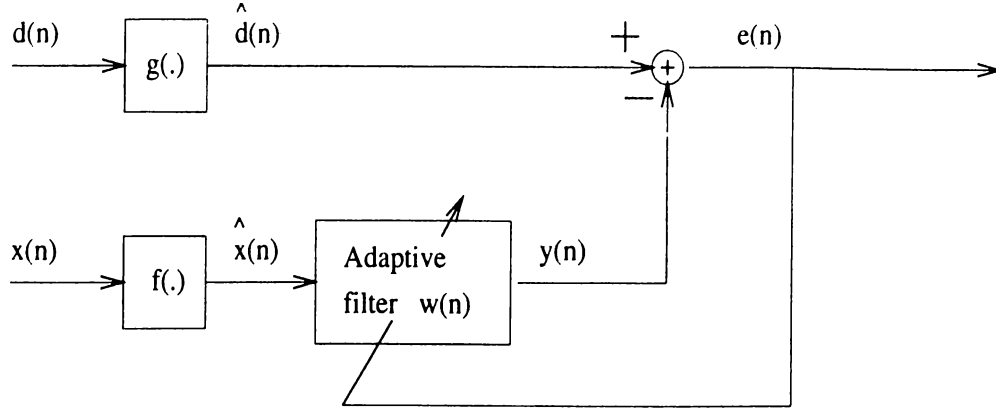 d(n)
g(.)
^
d(n)
+
−
+
e(n)
x(n)
f(.)
^
x(n)
Adaptive
filter w(n)
y(n)